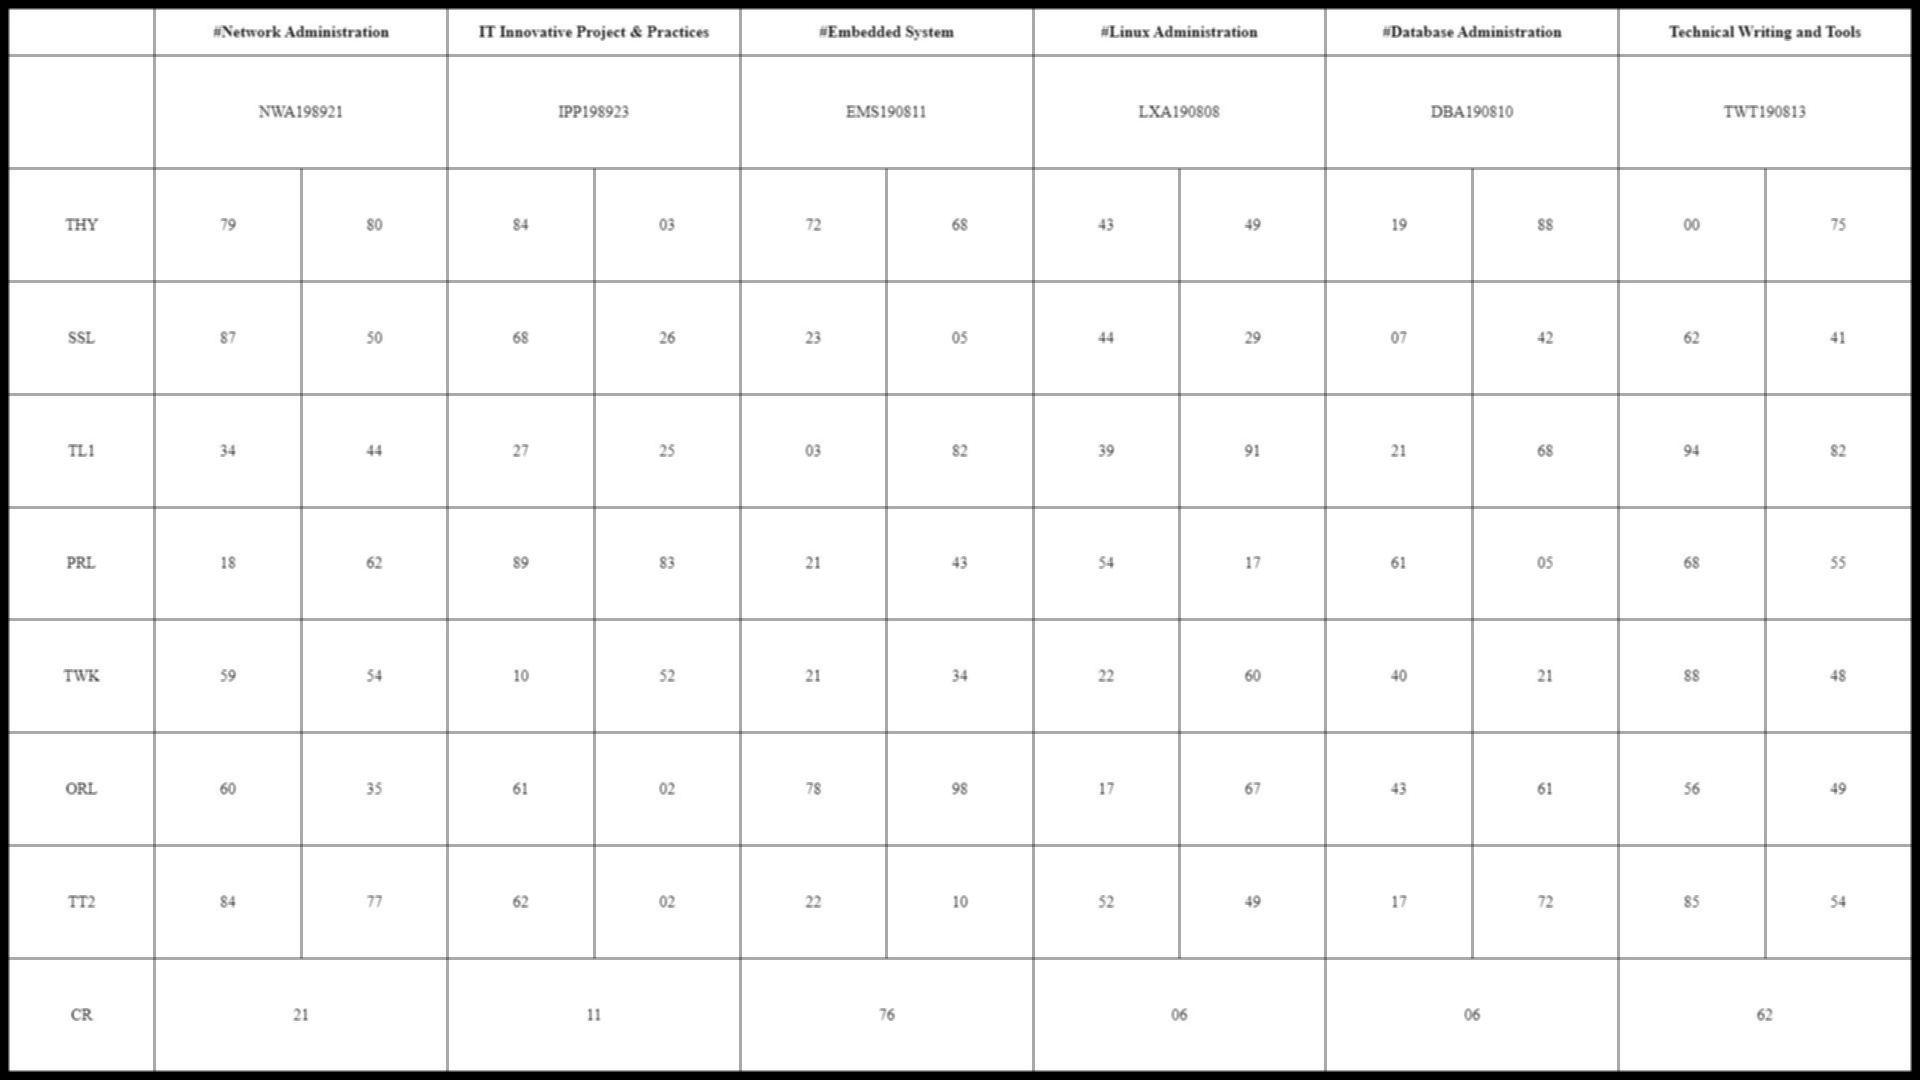 #Network Administration IT Innovative Project & Practices #Embedded System #Linux Administration #Database Administration Technical Writing and Tools
NWA198921 IPP198923 EMS190811 LXA190808 DBA190810 TWT190813
THY 79 80 84 03 72 68 43 49 19 88 00 75
SSL 87 50 68 26 23 05 44 29 07 42 62 41
TL1 34 44 27 25 03 82 39 91 21 68 94 82
PRL 18 62 89 83 21 43 54 17 61 05 68 55
TWK 59 54 10 52 21 34 22 60 40 21 88 48
ORL 60 35 61 02 78 98 17 67 43 61 56 49
TT2 84 77 62 02 22 10 52 49 17 72 85 54
CR 21 11 76 06 06 62